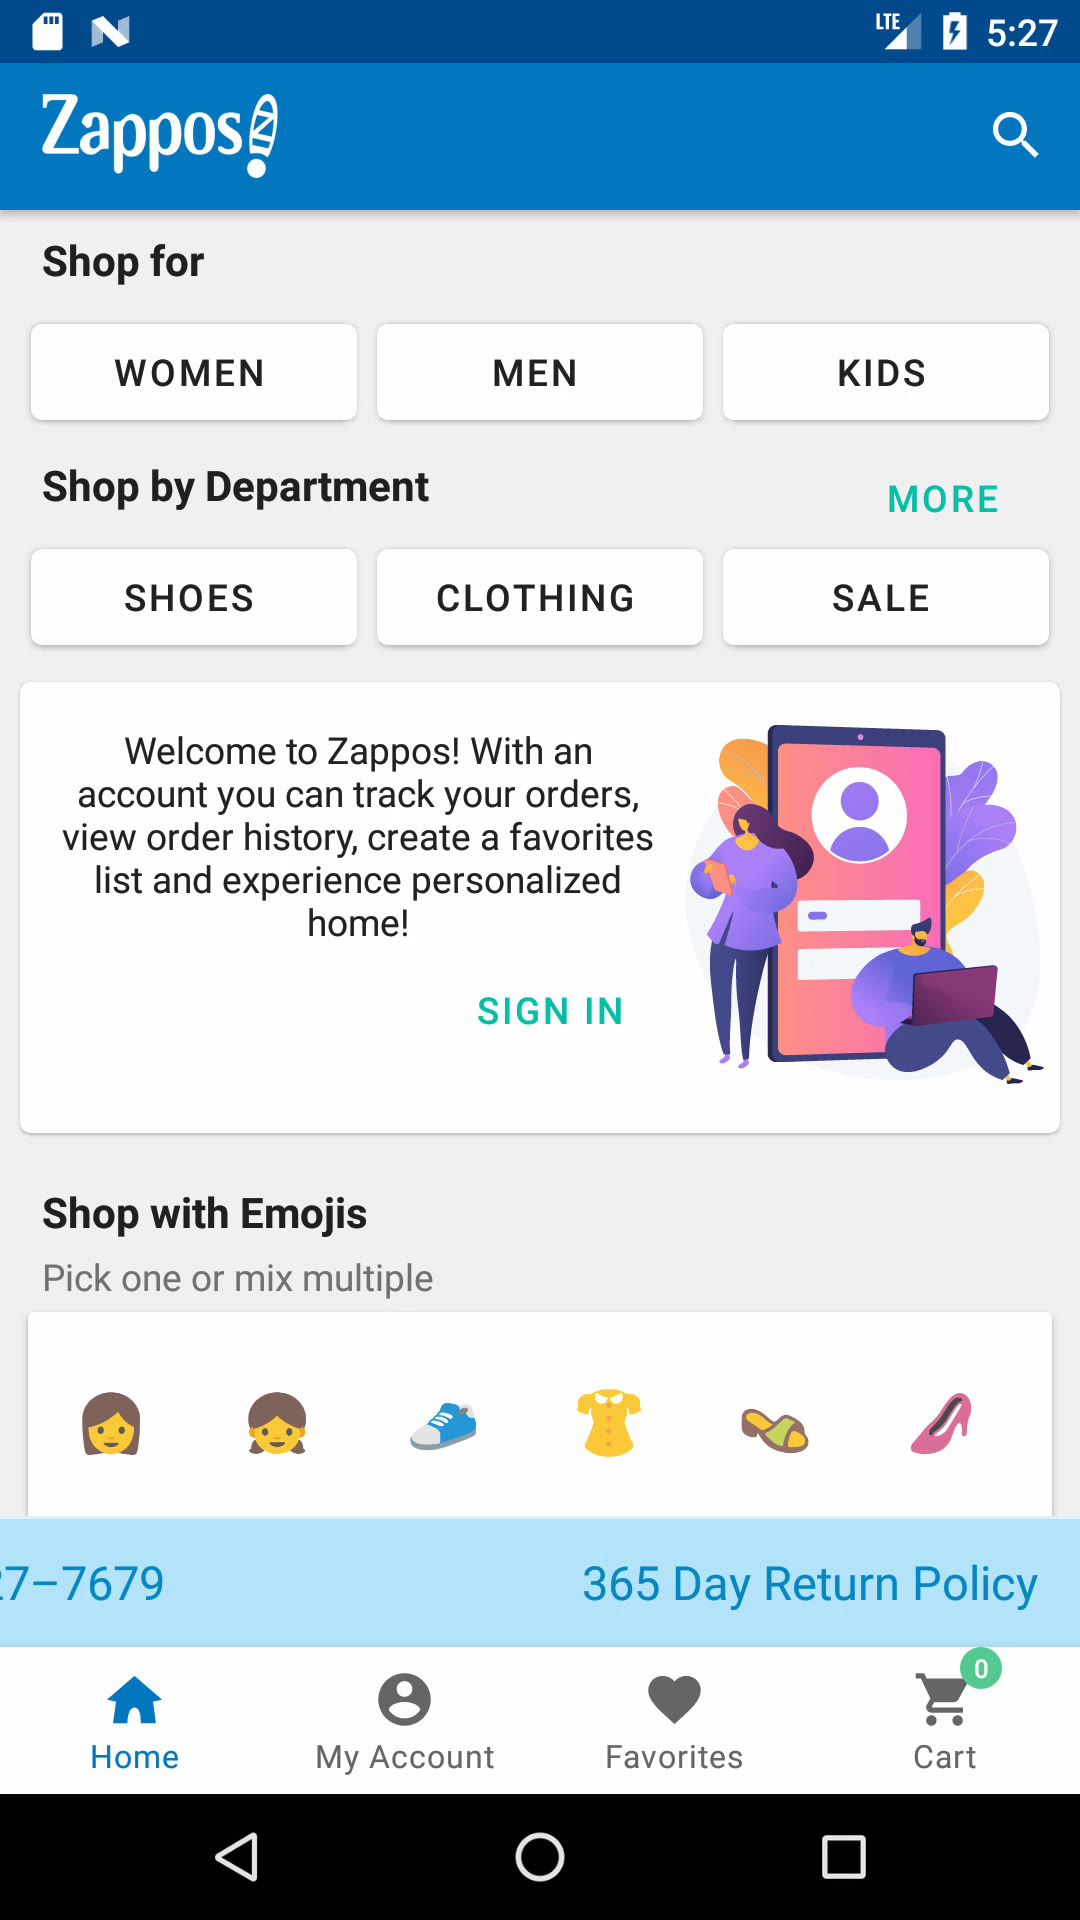 LTE 5:27
Zappos
Shop for
WOMEN MEN KIDS
Shop by Department
MORE
SHOES CLOTHING SALE
Welcome to Zappos! With an
account you can track your orders,
view order history, create a favorites
list and experience personalized
home!
SIGN IN
Shop with Emojis
Pick one or mix multiple
7–7679 365 Day Return Policy
0
Home My Account Favorites Cart